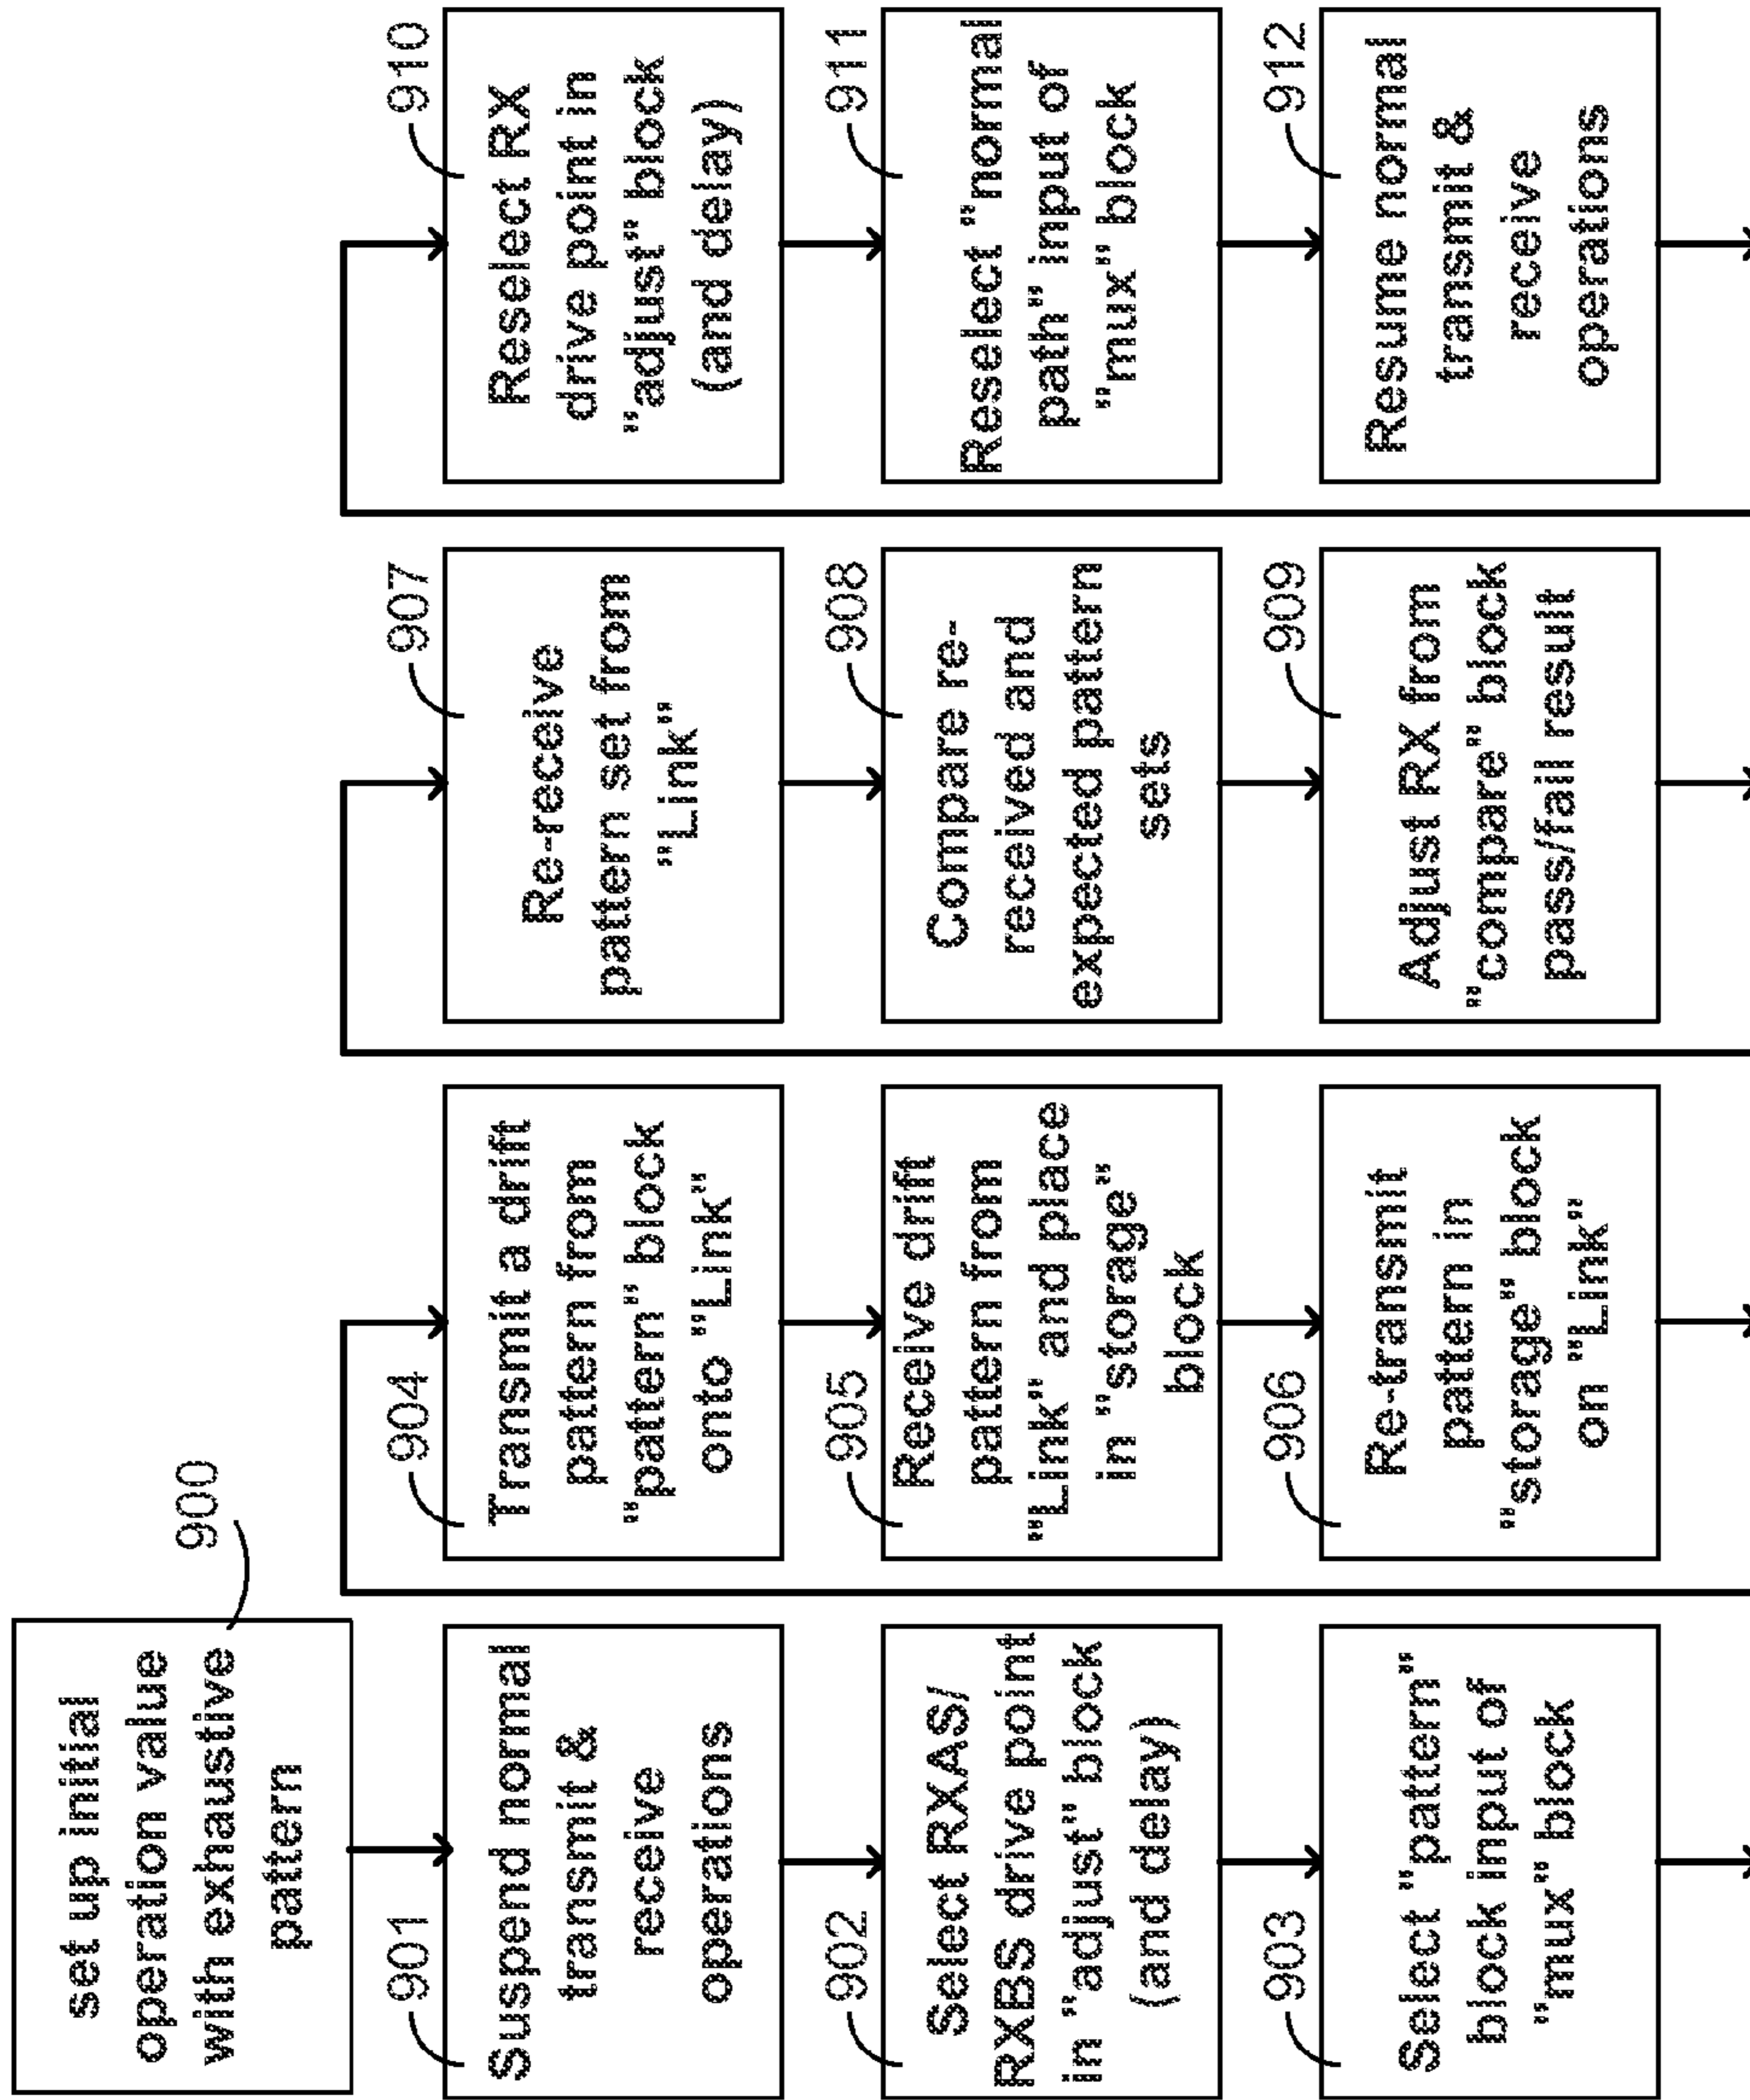 set up initial
operation value
with exhaustive
pattern
900
901
Suspend normal
transmit &
receive
operations
902
Select RXAS/
RXBS drive point
in "adjust" block
(and delay)
903
Select "pattern"
block input of
"mux" block
904
Transmit a drift
pattern from
"pattern" block
onto "Link"
905
Receive drift
pattern from
"Link" and place
in "storage"
block
906
Re-transmit
pattern in
"storage" block
on "Link"
907
Re-receive
pattern set from
"Link"
908
Compare re-
received and
expected pattern
sets
909
Adjust RX from
"compare" block
pass/fail result
910
Reselect RX
drive point in
"adjust" block
(and delay)
911
Reselect "normal
path" input of
"mux" block
912
Resume normal
transmit &
receive
operations